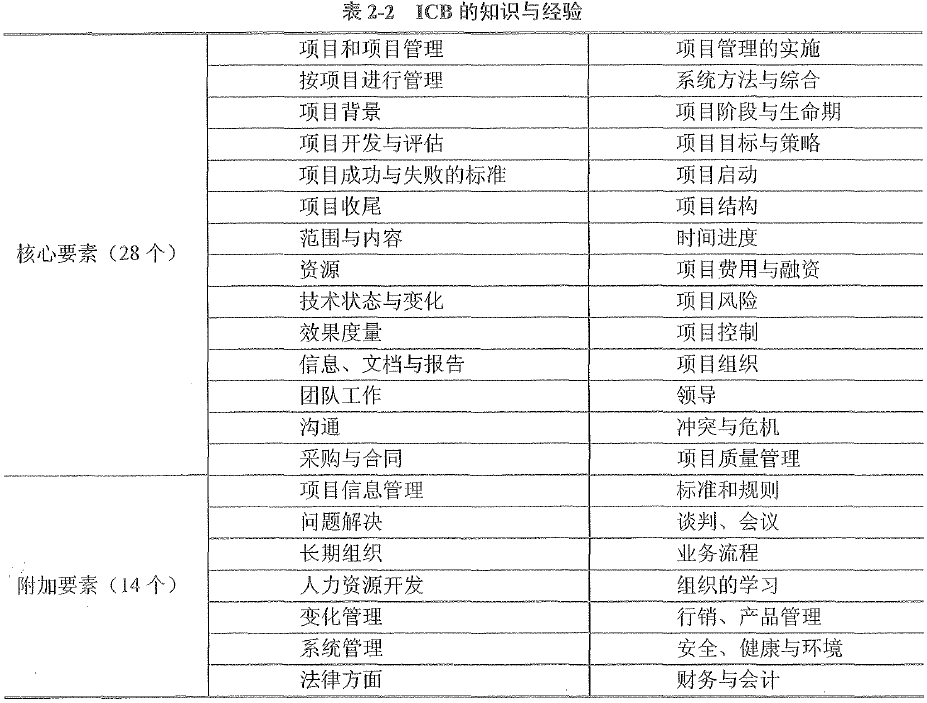 表2-2 ICB的知识与经验
项目和项目管理 项目管理的实施
按项目进行管理 系统方法与综合
项目背景 项目阶段与生命期
项目开发与评估 项目目标与策略
项目成功与失败的标准 项目启动
项目收尾 项目结构
范围与内容 时间进度
核心要素（28个）
资源 项目费用与融资
技术状态与变化 项目风险
效果度量 项目控制
信息、文档与报告 项目组织
团队工作 领导
沟通 冲突与危机
采购与合同 项目质量管理
项目信息管理 标准和规则
问题解决 谈判、会议
长期组织 业务流程
附加要素（14个） 人力资源开发 组织的学习
变化管理 行销、产品管理
系统管理 安全、健康与环境
法律方面 财务与会计